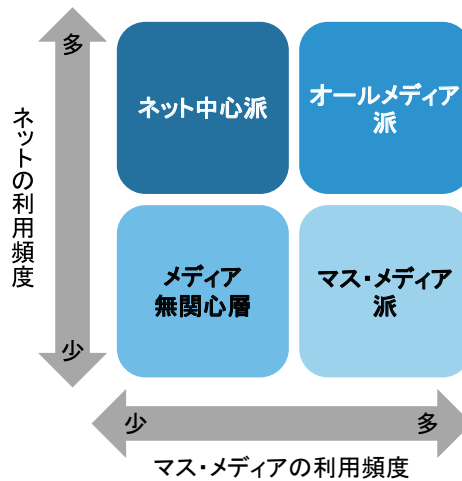 多
ネットの利用頻度
少
ネット中心派
オールメディア
派
メディア
無関心層
マス・メディア
派
少
多
マス・メディアの利用頻度